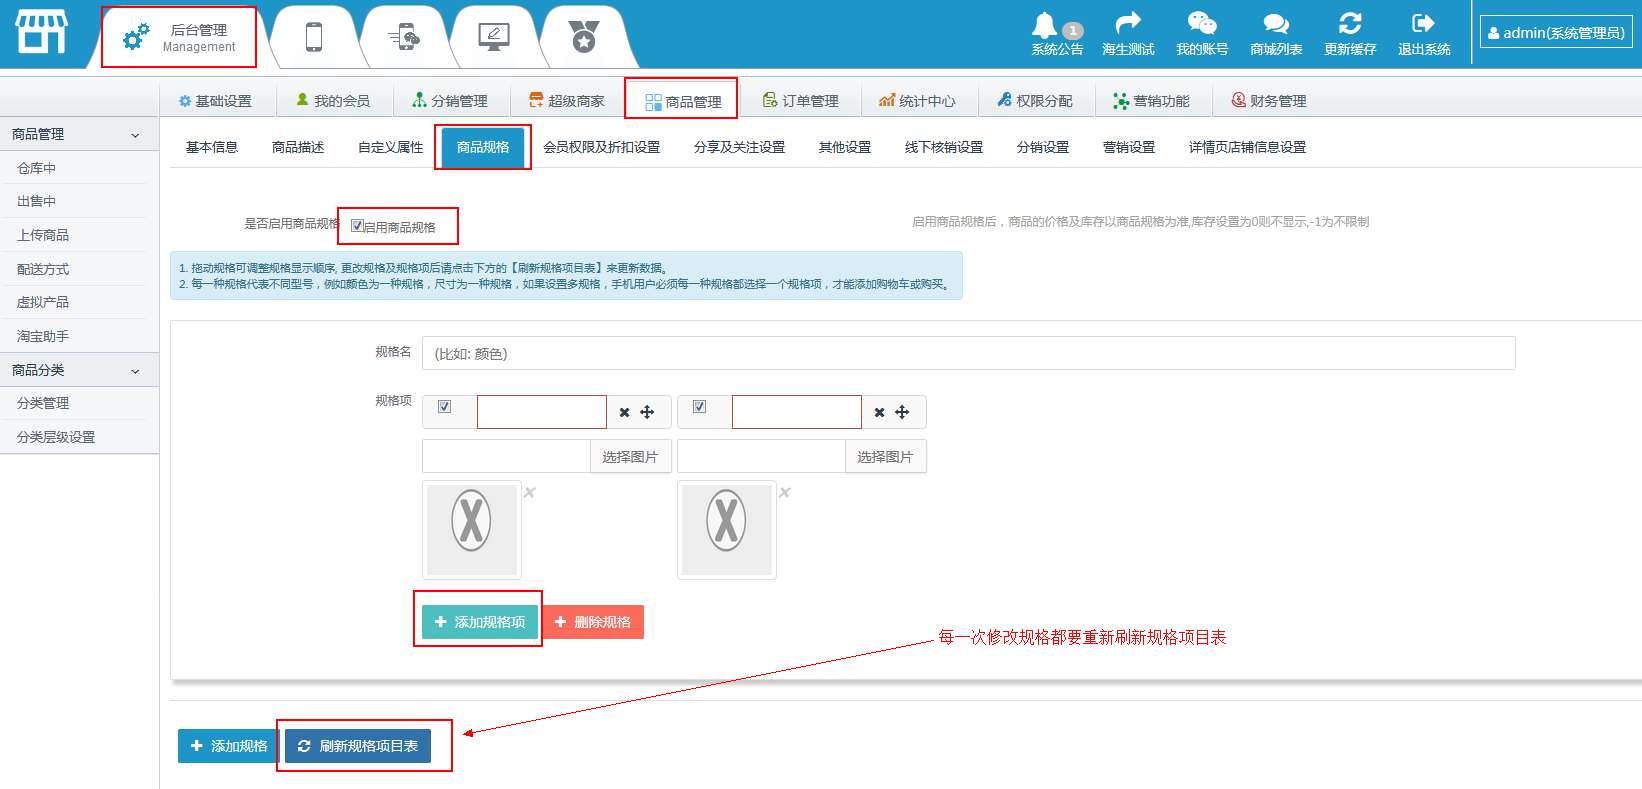 后台管理
Management
1
系统公告
海生测试
我的账号
商城列表
更新缓存
退出系统
admin(系统管理员)
基础设置
我的会员
分销管理
超级商家
商品管理
订单管理
统计中心
权限分配
营销功能
财务管理
商品管理
仓库中
出售中
上传商品
配送方式
虚拟产品
淘宝助手
商品分类
分类管理
分类层级设置
基本信息
商品描述
自定义属性
商品规格
会员权限及折扣设置
分享及关注设置
其他设置
线下核销设置
分销设置
营销设置
详情页店铺信息设置
是否启用商品规格
启用商品规格
启用商品规格后，商品的价格及库存以商品规格为准,库存设置为0则不显示,-1为不限制
1. 拖动规格可调整规格显示顺序, 更改规格及规格项后请点击下方的【刷新规格项目表】来更新数据。
2. 每一种规格代表不同型号，例如颜色为一种规格，尺寸为一种规格，如果设置多规格，手机用户必须每一种规格都选择一个规格项，才能添加购物车或购买。
规格名
(比如: 颜色)
规格项
选择图片
选择图片
添加规格项
删除规格
每一次修改规格都要重新刷新规格项目表
添加规格
刷新规格项目表